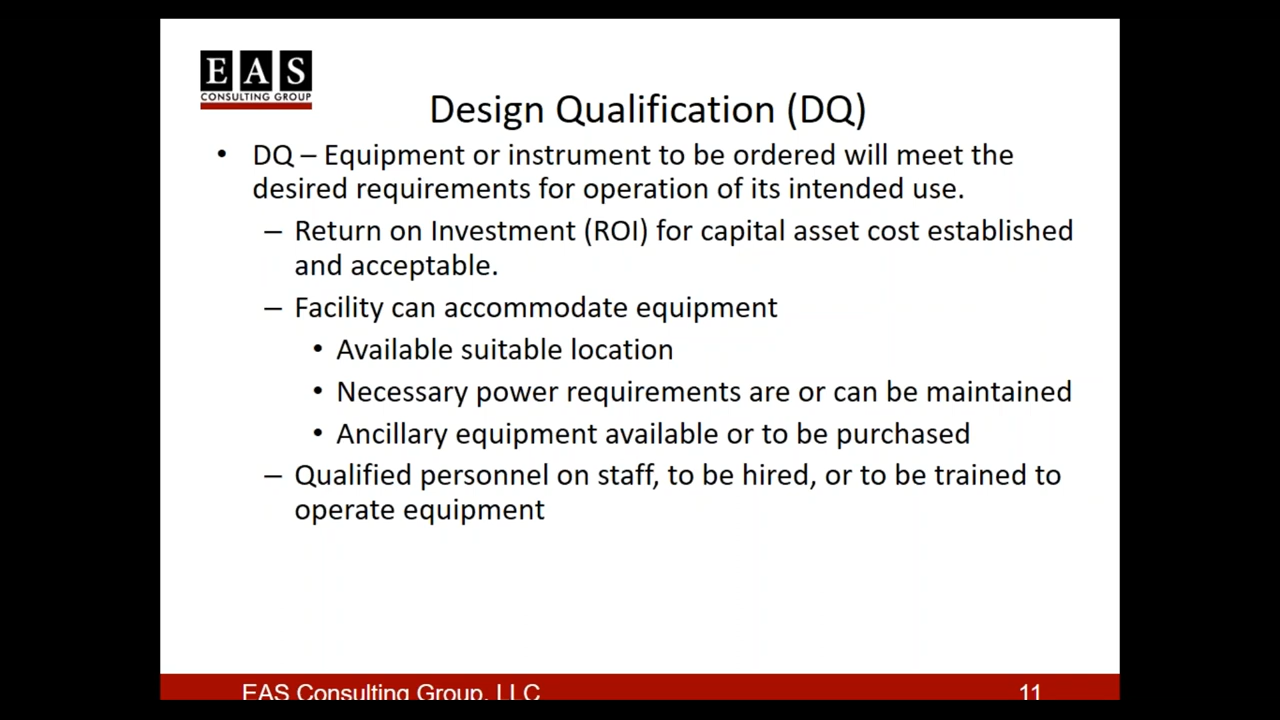 EAS
CONSULTING GROUP
Design Qualification (DQ)
• DQ – Equipment or instrument to be ordered will meet the
desired requirements for operation of its intended use.
– Return on Investment (ROI) for capital asset cost established
and acceptable.
– Facility can accommodate equipment
• Available suitable location
• Necessary power requirements are or can be maintained
• Ancillary equipment available or to be purchased
– Qualified personnel on staff, to be hired, or to be trained to
operate equipment
EAS Consulting Group, LLC
11